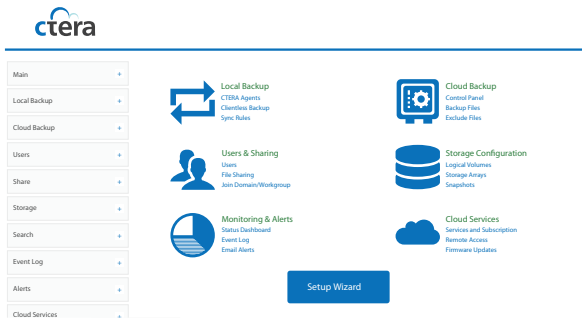 ctera
Main +
Local Backup +
Cloud Backup +
Users +
Share +
Storage +
Search +
Event Log +
Alerts +
Cloud Services +
Local Backup
CTERA Agents
Clientless Backup
Sync Rules
Cloud Backup
Control Panel
Backup Files
Exclude Files
Users & Sharing
Users
File Sharing
Join Domain/Workgroup
Storage Configuration
Logical Volumes
Storage Arrays
Snapshots
Monitoring & Alerts
Status Dashboard
Event Log
Email Alerts
Cloud Services
Services and Subscription
Remote Access
Firmware Updates
Setup Wizard